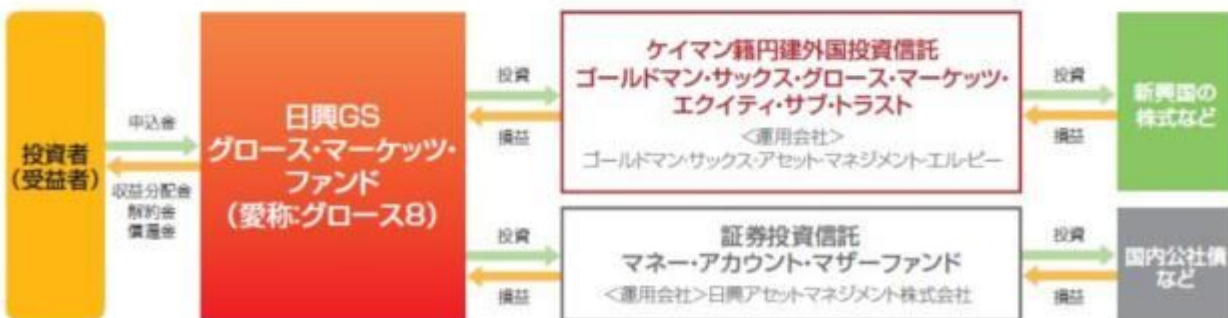 投資者
(受益者)
申込金
収益分配金
解約金
償還金
日興GS
グロース・マーケッツ・
ファンド
(愛称:グロース8)
投資
損益
ケイマン籍円建外国投資信託
ゴールドマン・サックス・グロース・マーケッツ・
エクイティ・サブ・トラスト
<運用会社>
ゴールドマン・サックス・アセット・マネジメント・エル・ピー
投資
損益
新興国の
株式など
投資
損益
証券投資信託
マネー・アカウント・マザーファンド
<運用会社>日興アセットマネジメント株式会社
投資
損益
国内公社債
など